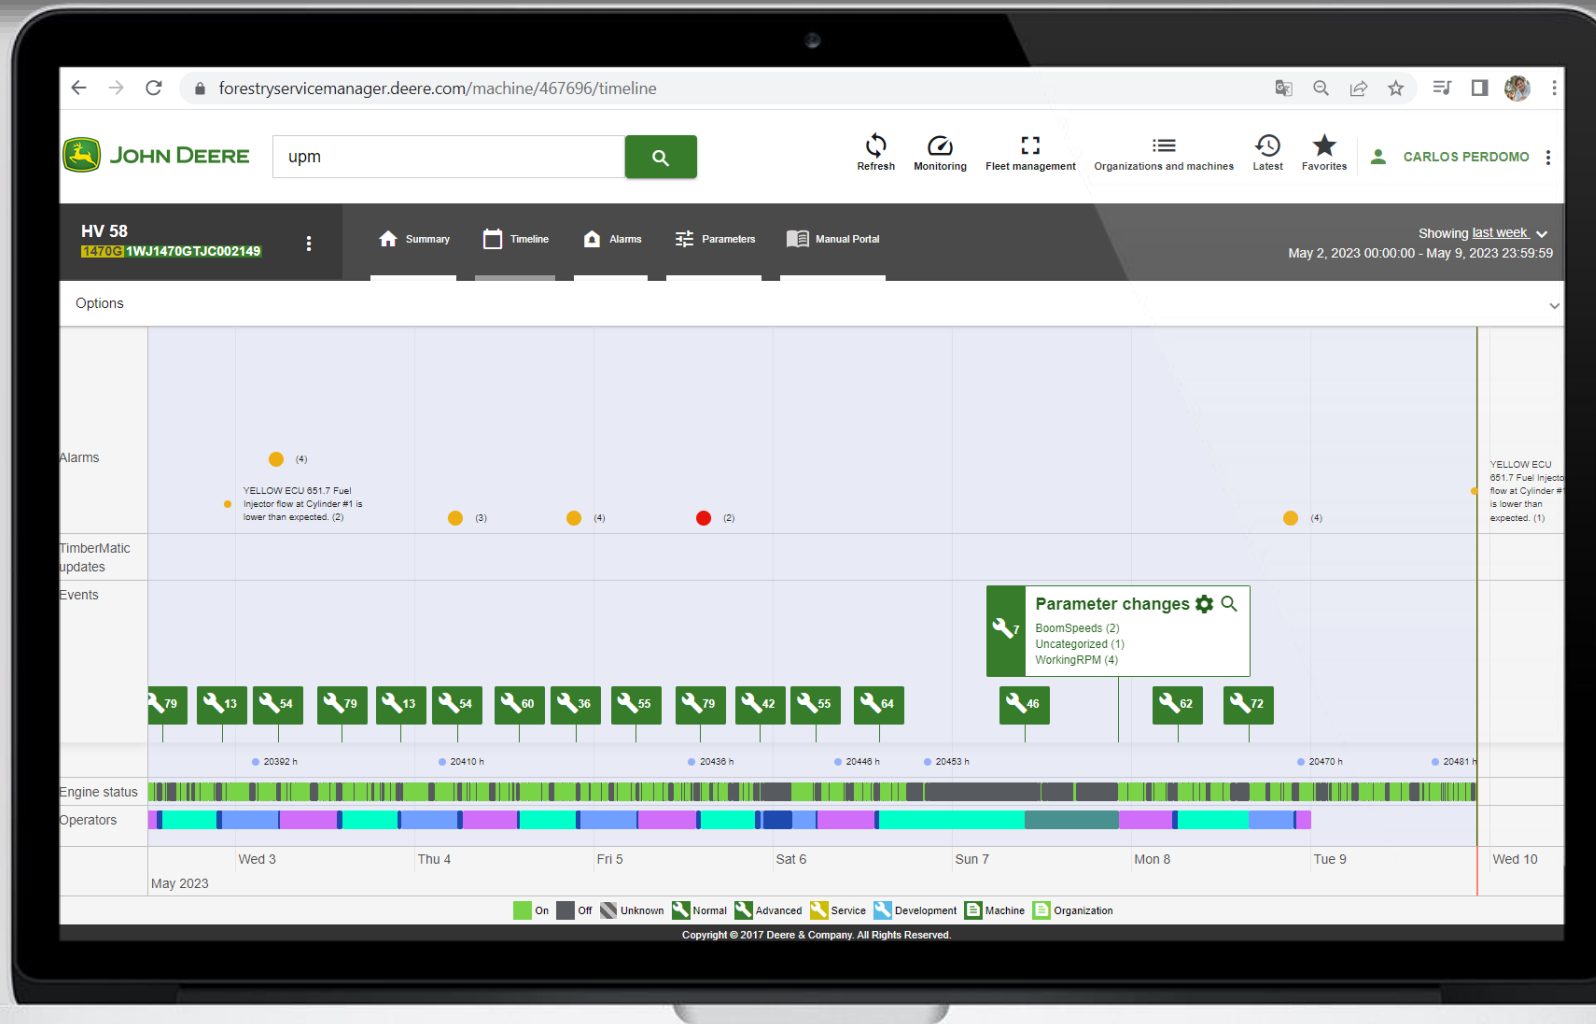 forestryservicemanager.deere.com/machine/467696/timeline
JOHN DEERE
upm
Refresh
Monitoring
Fleet management
Organizations and machines
Latest
Favorites
CARLOS PERDOMO
HV 58
1470G 1WJ1470GTJC002149
Summary
Timeline
Alarms
Parameters
Manual Portal
Showing last week
May 2, 2023 00:00:00 - May 9, 2023 23:59:59
Options
Alarms
(4)
YELLOW ECU 651.7 Fuel
Injector flow at Cylinder #1 is
lower than expected. (2)
(3)
(4)
(2)
(4)
YELLOW ECU
651.7 Fuel Injecto
flow at Cylinder #1
is lower than
expected. (1)
TimberMatic
updates
Events
7
Parameter changes
BoomSpeeds (2)
Uncategorized (1)
WorkingRPM (4)
79
13
54
79
13
54
60
36
55
79
42
55
64
46
62
72
20392 h
20410 h
20436 h
20446 h
20453 h
20470 h
20481 h
Engine status
Operators
Wed 3
Thu 4
Fri 5
Sat 6
Sun 7
Mon 8
Tue 9
Wed 10
May 2023
On
Off
Unknown
Normal
Advanced
Service
Development
Machine
Organization
Copyright © 2017 Deere & Company. All Rights Reserved.